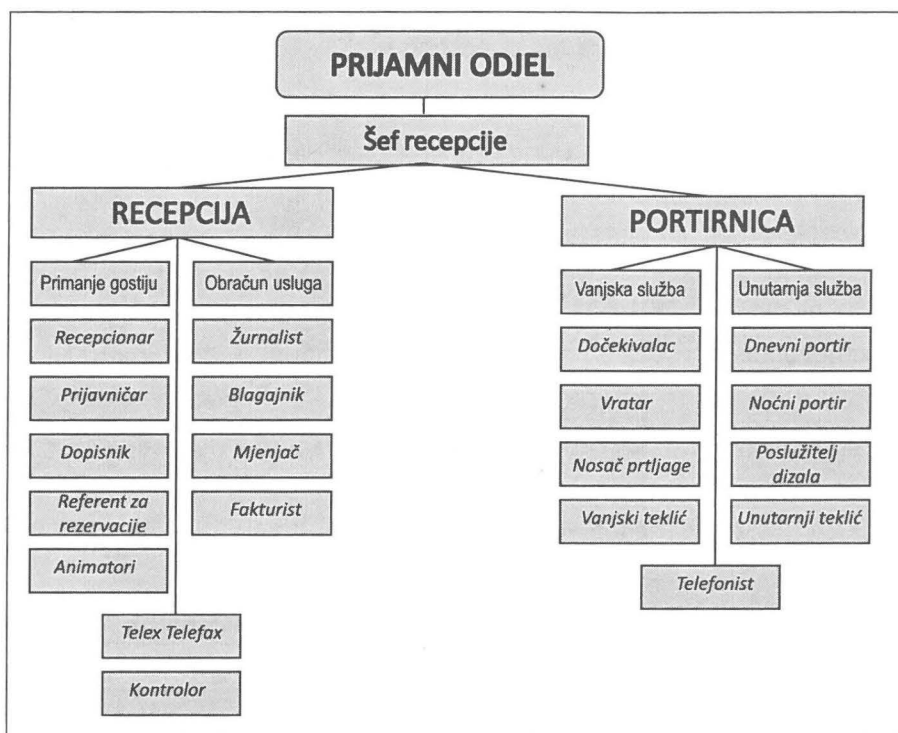 PRIJAMNI ODJEL
Šef recepcije
RECEPCIJA
Primanje gostiju
Recepcionar
Prijavničar
Dopisnik
Referent za
rezervacije
Animatori
Obračun usluga
Žurnalist
Blagajnik
Mjenjač
Fakturist
Telex Telefax
Kontrolor
PORTIRNICA
Vanjska služba
Dočekivalac
Vratar
Nosač prtljage
Vanjski teklić
Unutarnja služba
Dnevni portir
Noćni portir
Poslužitelj
dizala
Unutarnji teklić
Telefonist